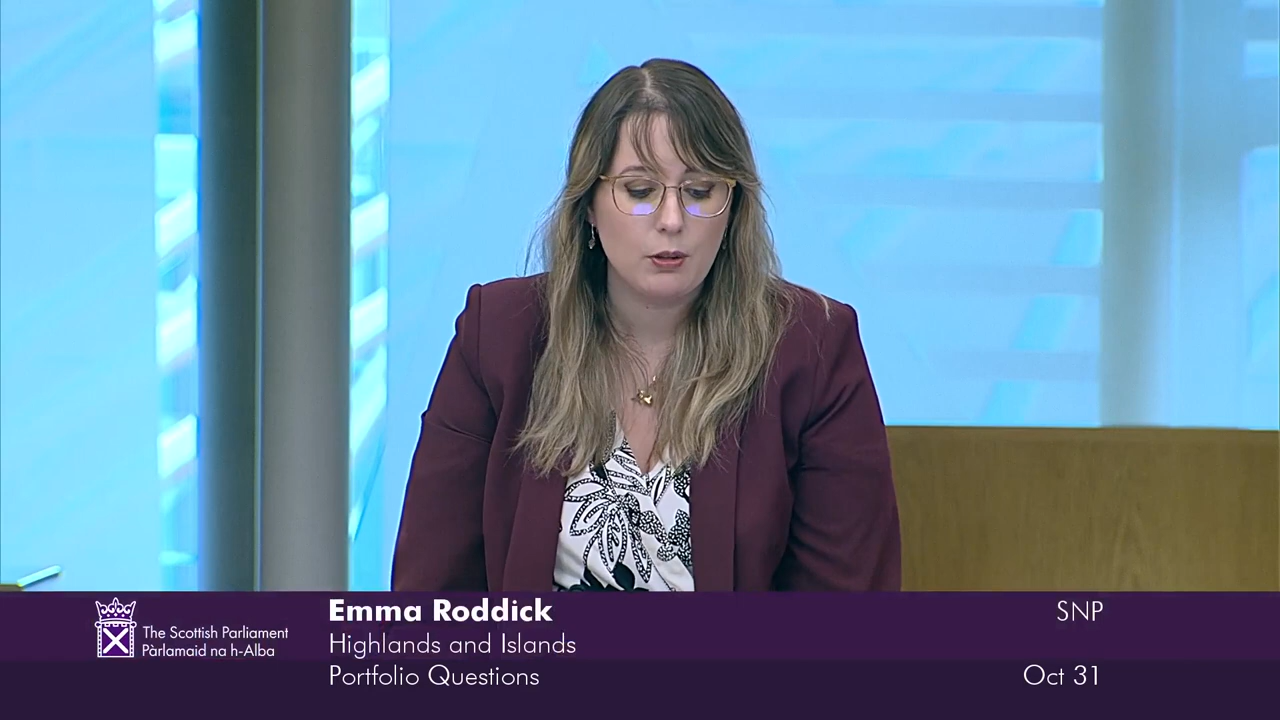 The Scottish Parliament
Pàrlamaid na h-Alba
Emma Roddick
SNP
Highlands and Islands
Portfolio Questions
Oct 31